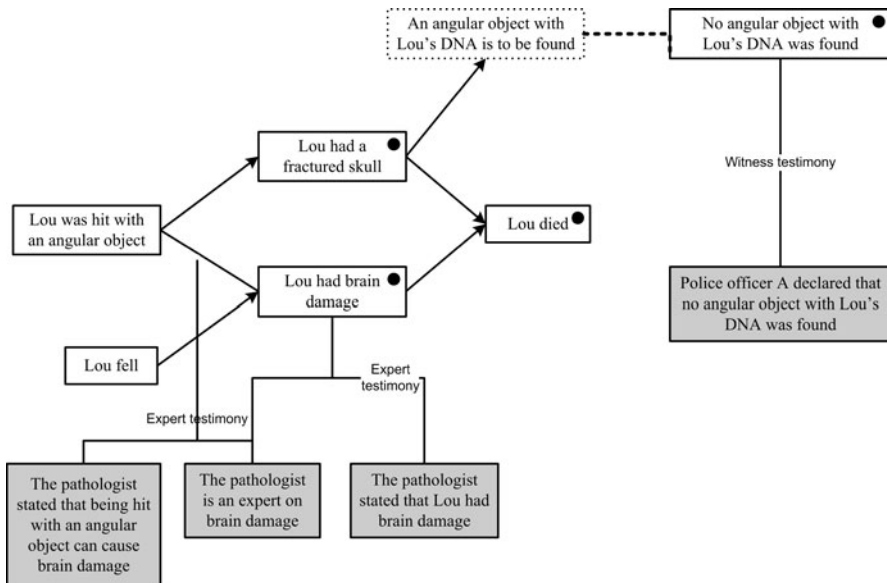 An angular object with
Lou's DNA is to be found
No angular object with
Lou's DNA was found
Lou had a
fractured skull
Witness testimony
Lou was hit with
an angular object
Lou died
Lou had brain
damage
Police officer A declared that
no angular object with Lou's
DNA was found
Lou fell
Expert
testimony
Expert testimony
The pathologist
stated that being hit
with an angular
object can cause
brain damage
The pathologist
is an expert on
brain damage
The pathologist
stated that Lou had
brain damage